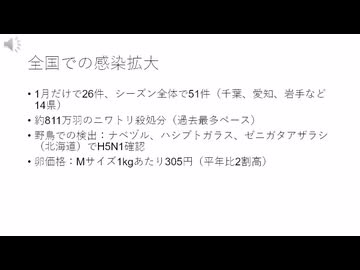 全国での感染拡大
• 1月だけで26件、シーズン全体で51件（千葉、愛知、岩手など
14県）
• 約811万羽のニワトリ殺処分（過去最多ペース）
• 野鳥での検出：ナベヅル、ハシブトガラス、ゼニガタアザラシ
（北海道）でH5N1確認
• 卵価格：Mサイズ1kgあたり305円（平年比2割高）